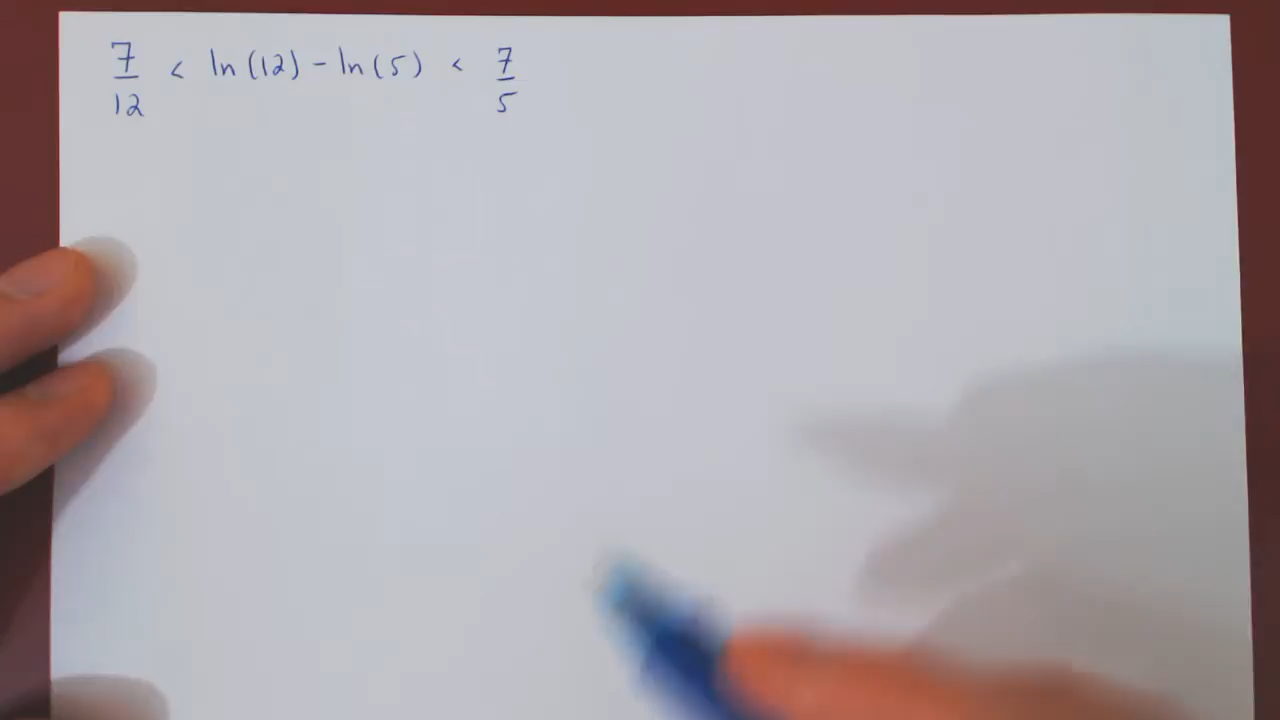 7/12 < ln(12) - ln(5) < 7/5